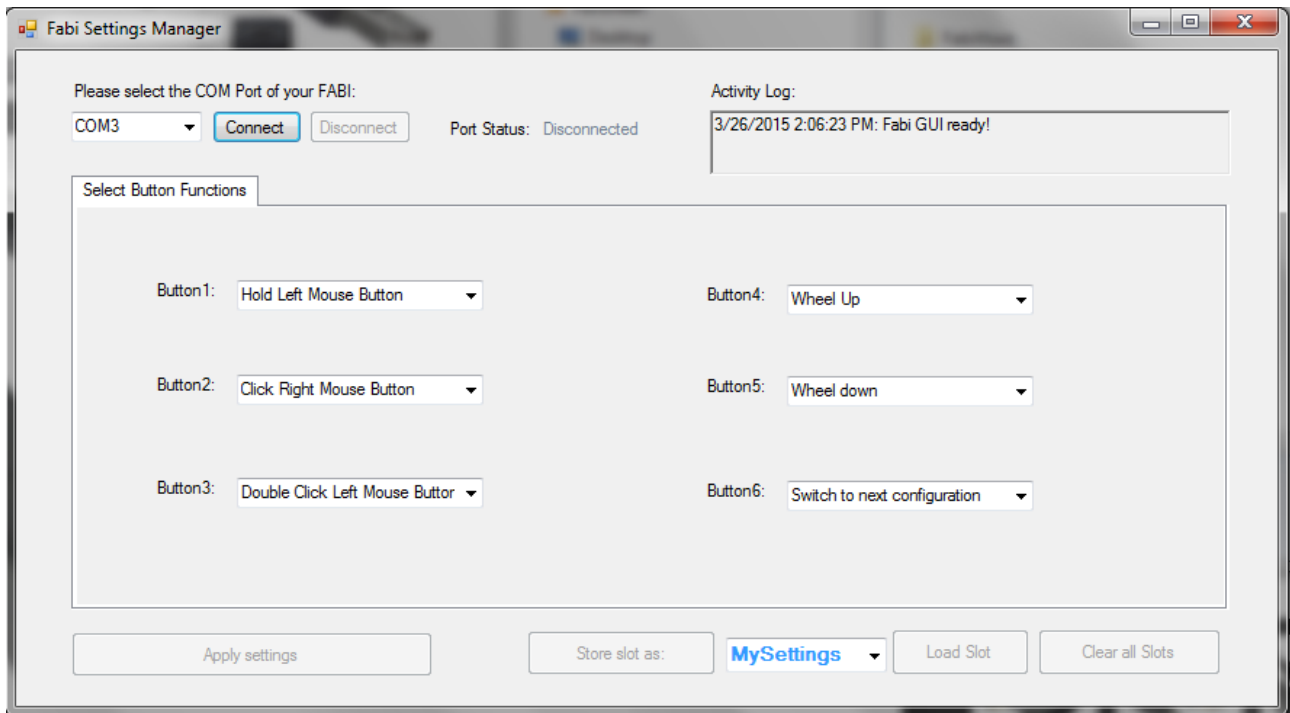 Fabi Settings Manager
Please select the COM Port of your FABI:
Activity Log:
COM3
Connect
Disconnect
Port Status: Disconnected
3/26/2015 2:06:23 PM: Fabi GUI ready!
Select Button Functions
Button1: Hold Left Mouse Button
Button4: Wheel Up
Button2: Click Right Mouse Button
Button5: Wheel down
Button3: Double Click Left Mouse Buttor
Button6: Switch to next configuration
Apply settings
Store slot as:
MySettings
Load Slot
Clear all Slots